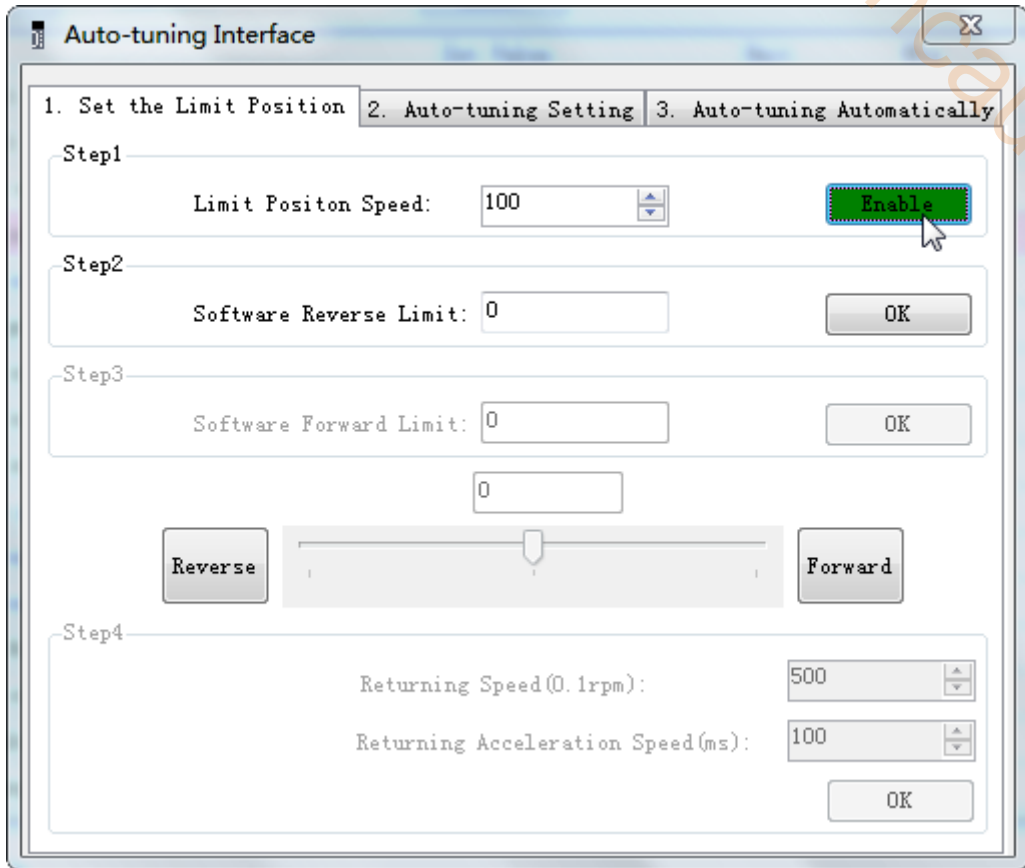 Auto-tuning Interface
1. Set the Limit Position 2. Auto-tuning Setting 3. Auto-tuning Automatically
Step1
Limit Positon Speed: 100 Enable
Step2
Software Reverse Limit: 0 OK
Step3
Software Forward Limit: 0 OK
0
Reverse Forward
Step4
Returning Speed(0.1rpm): 500
Returning Acceleration Speed(ms): 100
OK